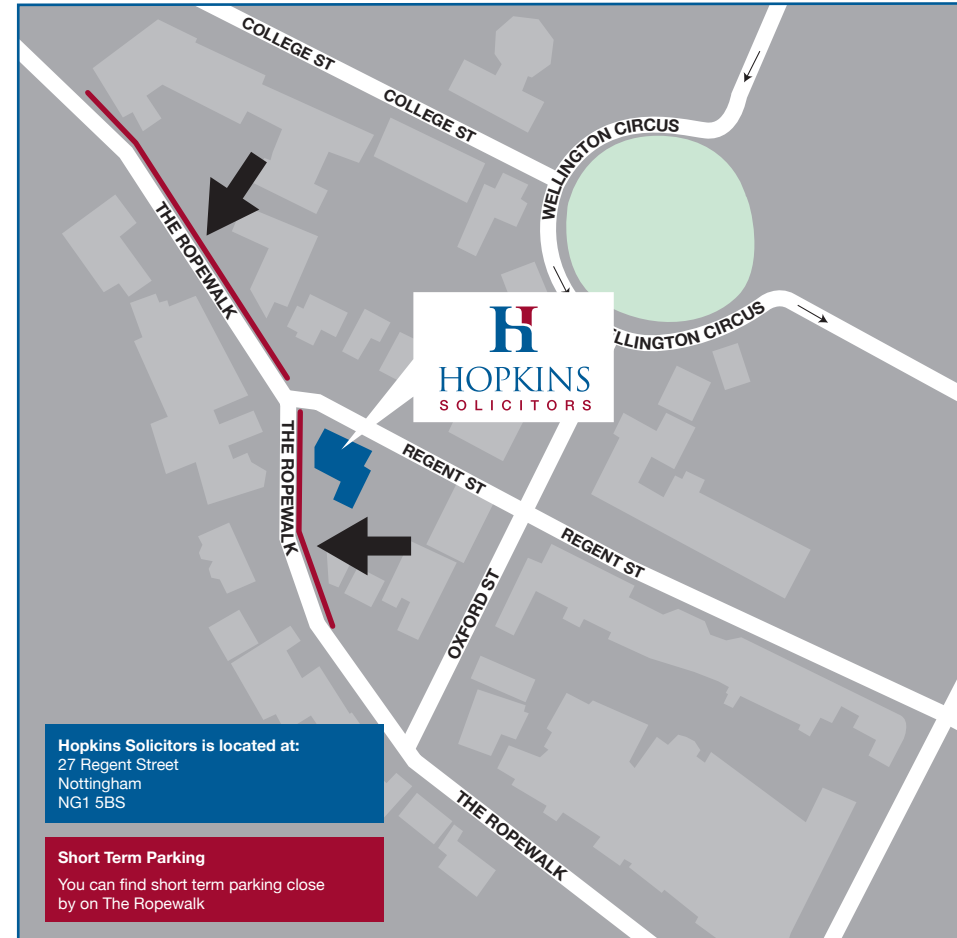 COLLEGE ST
COLLEGE ST
WELLINGTON CIRCUS
THE ROPEWALK
H
HOPKINS
SOLICITORS
LLINGTON CIRCUS
THE ROPEWALK
REGENT ST
REGENT ST
OXFORD ST
Hopkins Solicitors is located at:
27 Regent Street
Nottingham
NG1 5BS
THE ROPEWALK
Short Term Parking
You can find short term parking close
by on The Ropewalk